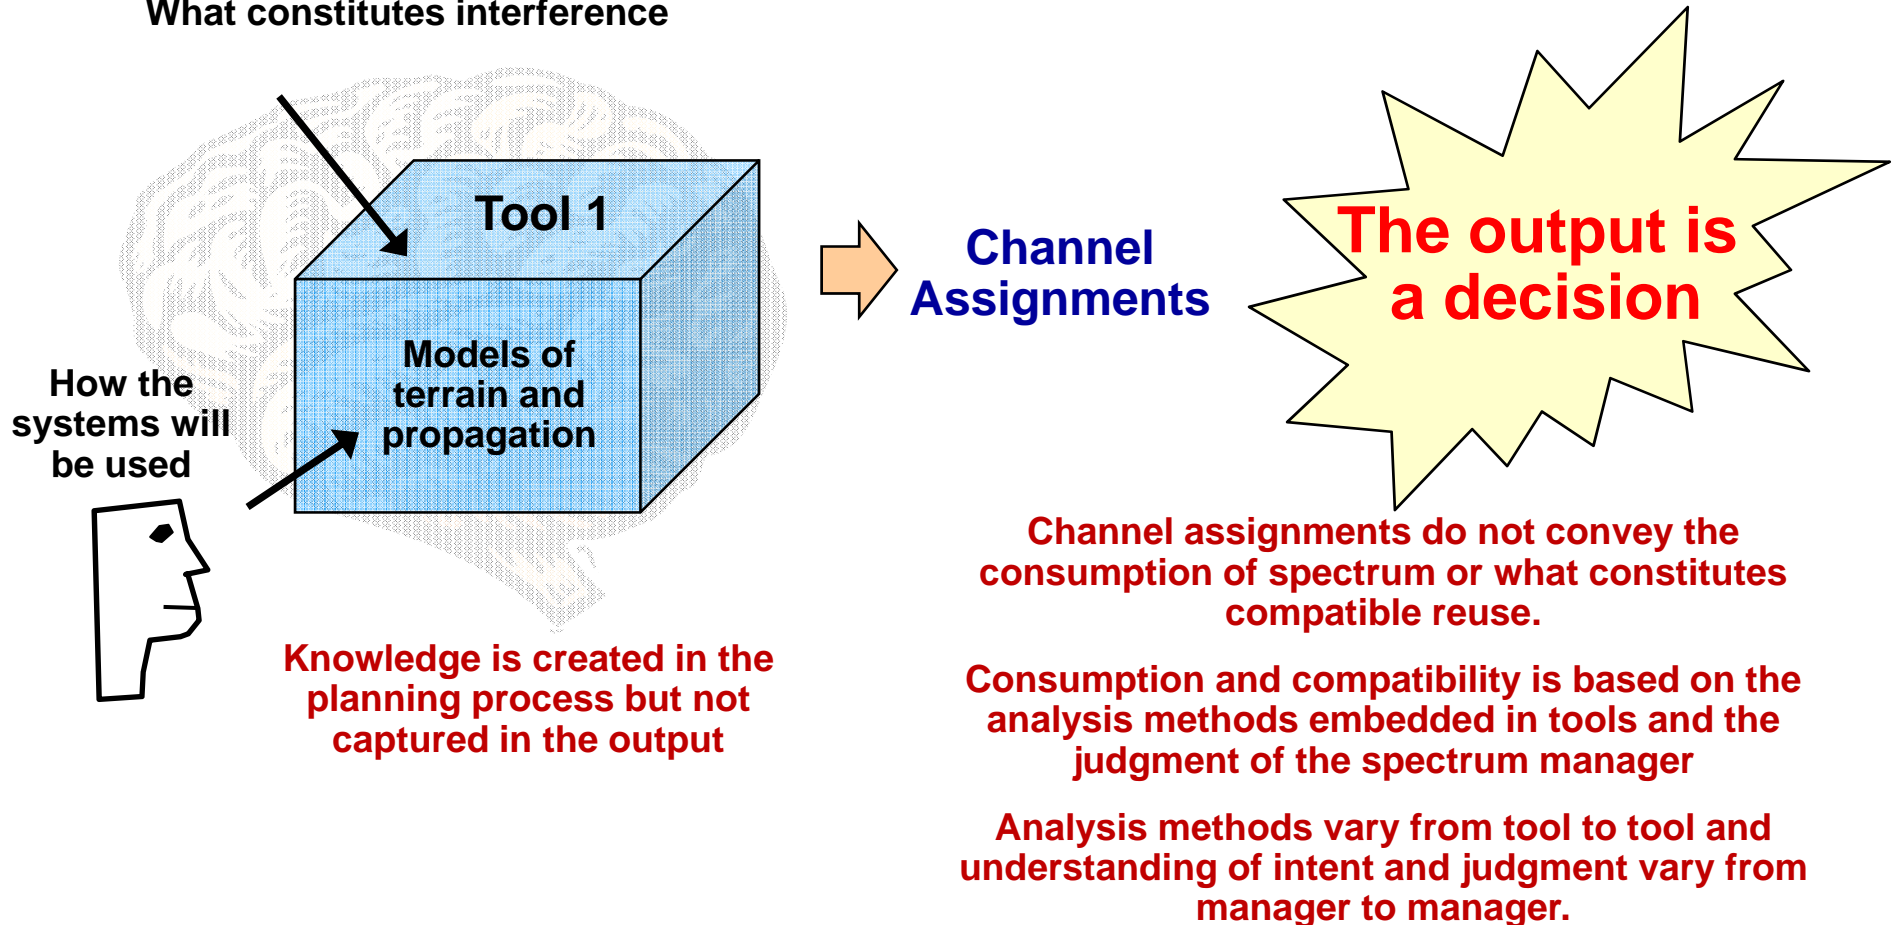 What constitutes interference
Tool 1
Models of
terrain and
propagation
How the
systems will
be used
Knowledge is created in the
planning process but not
captured in the output
Channel
Assignments
The output is
a decision
Channel assignments do not convey the
consumption of spectrum or what constitutes
compatible reuse.
Consumption and compatibility is based on the
analysis methods embedded in tools and the
judgment of the spectrum manager
Analysis methods vary from tool to tool and
understanding of intent and judgment vary from
manager to manager.